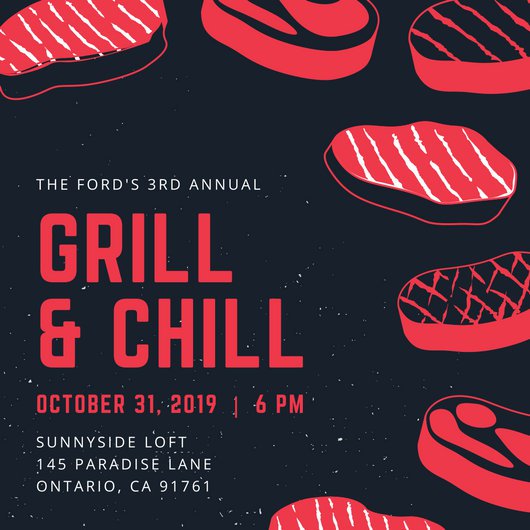 THE FORD'S 3RD ANNUAL
GRILL
& CHILL
OCTOBER 31, 2019 | 6 PM
SUNNYSIDE LOFT
145 PARADISE LANE
ONTARIO, CA 91761